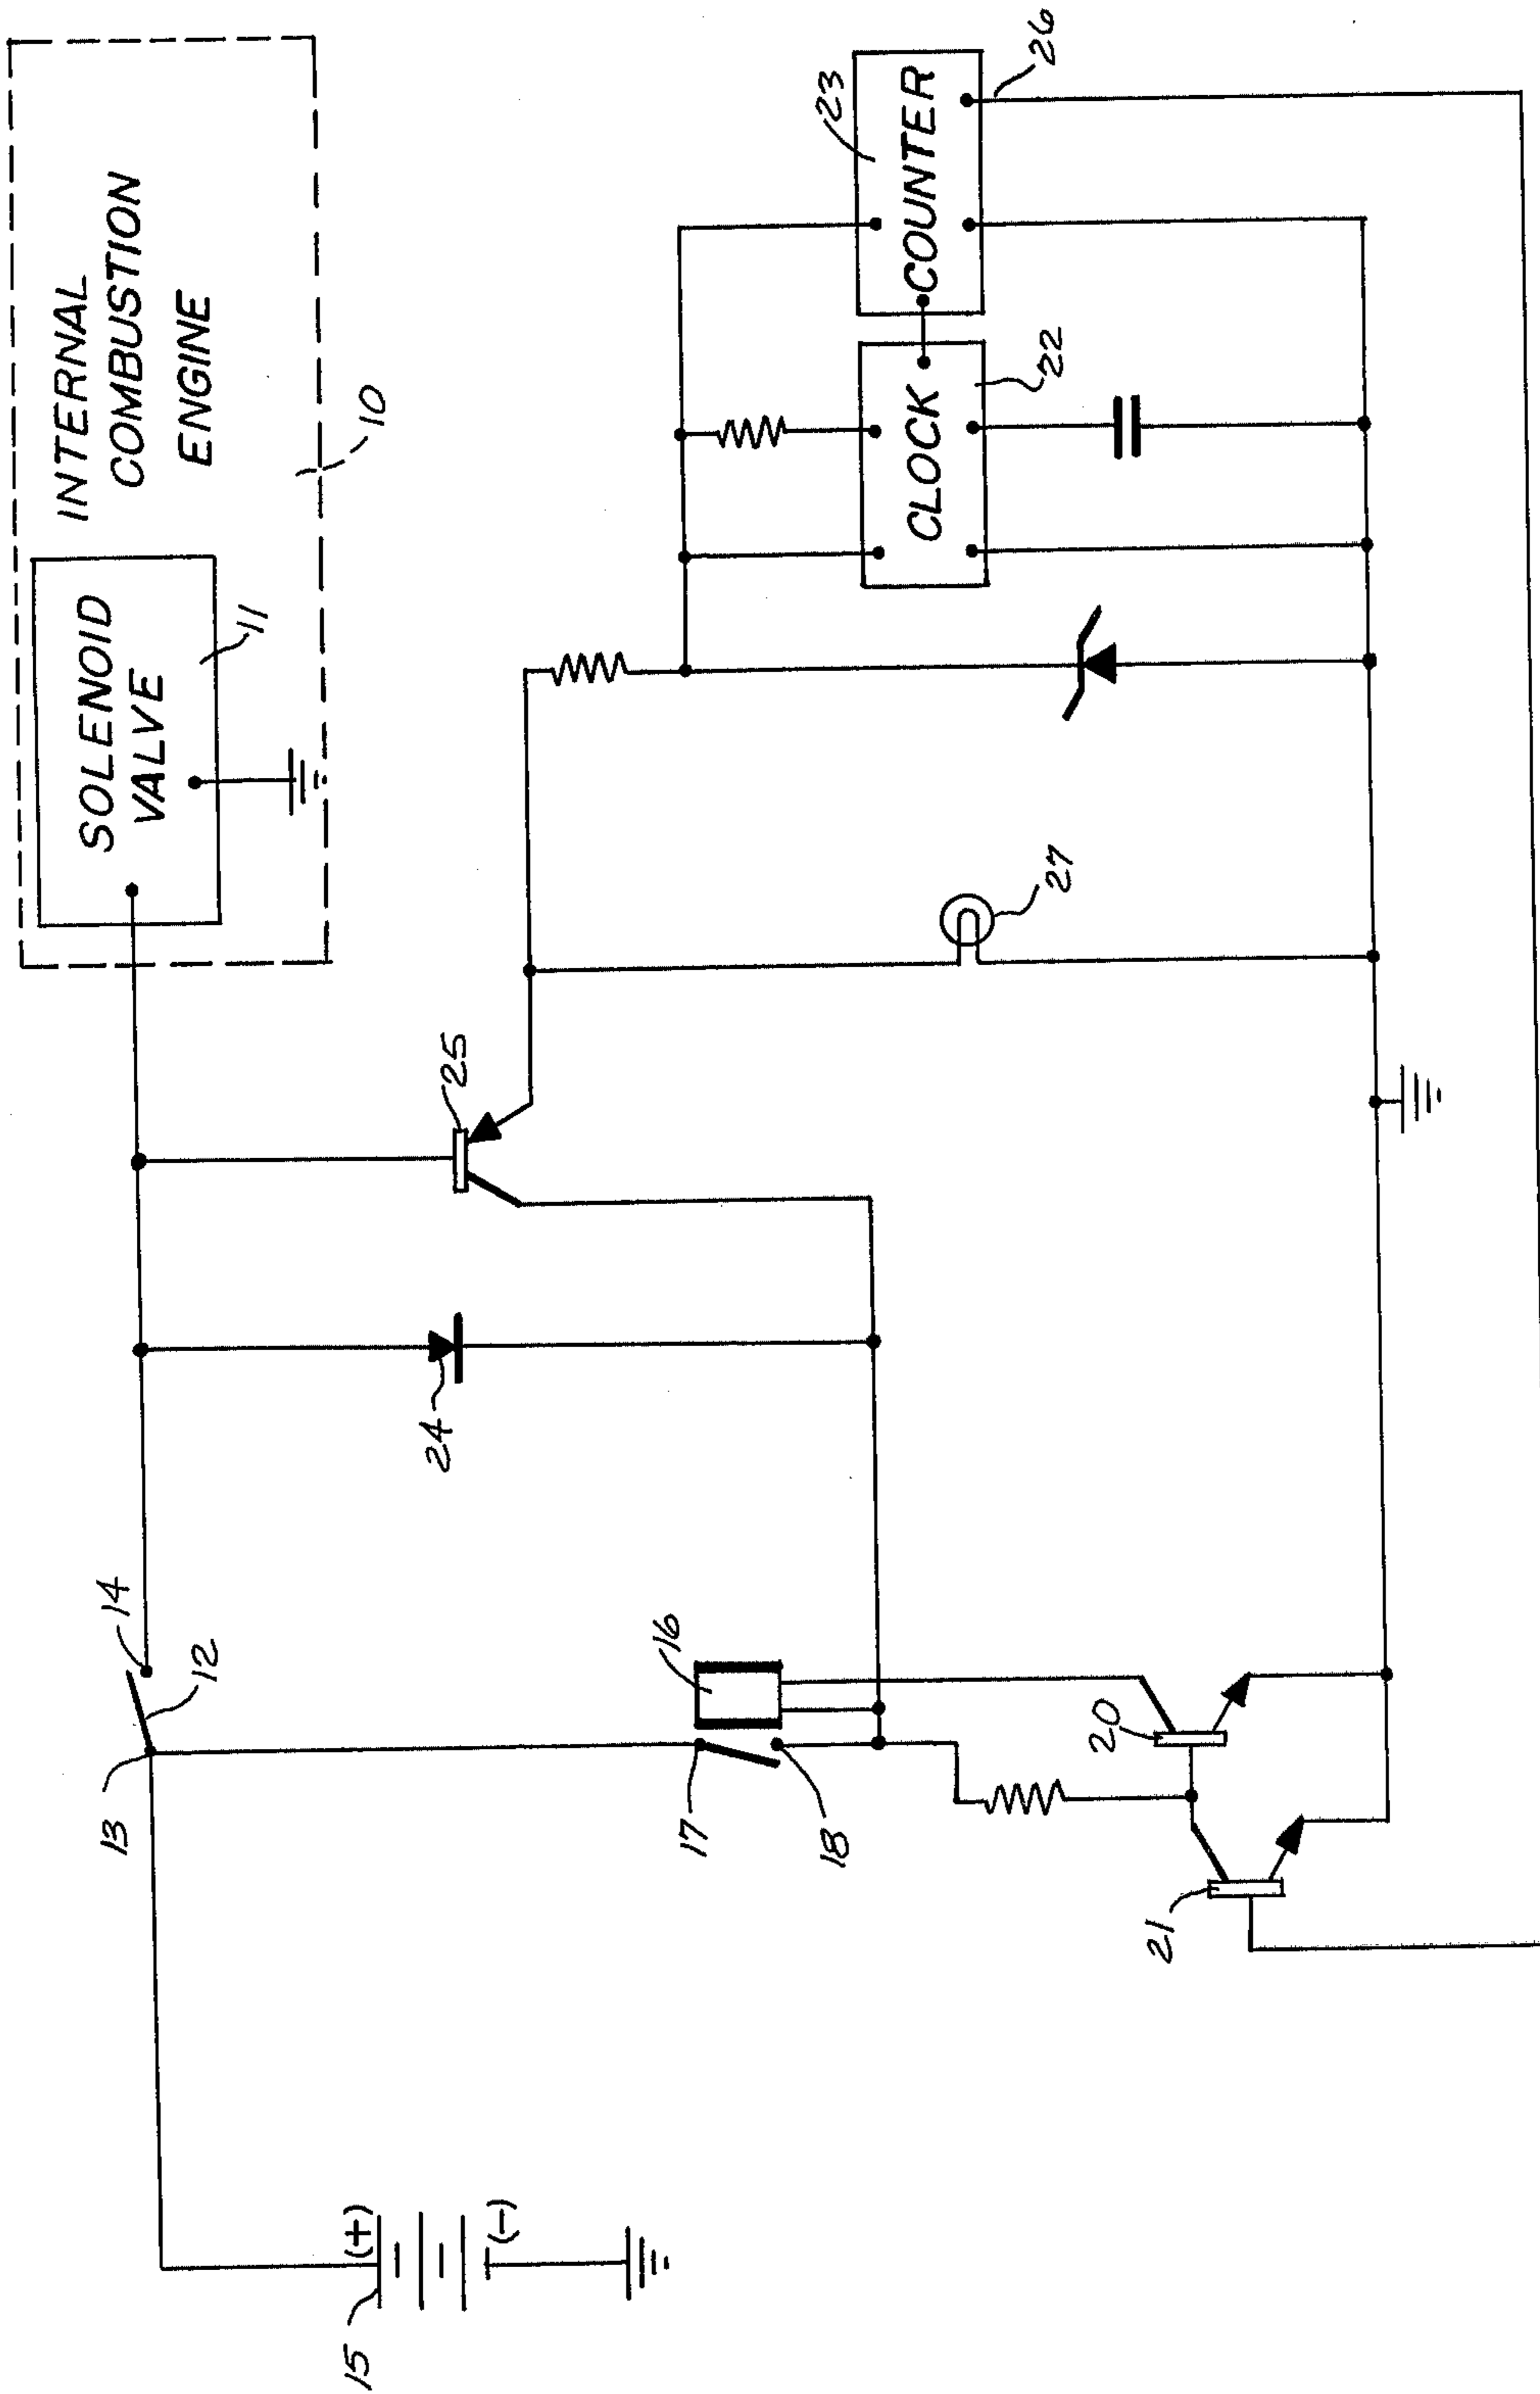 INTERNAL
COMBUSTION
ENGINE
10
SOLENOID
VALVE
11
14
12
13
25
24
23
COUNTER
26
CLOCK
22
27
16
17
18
20
21
15
(+)
(-)